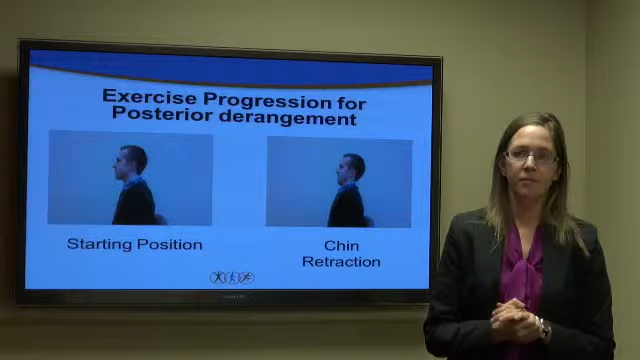 Exercise Progression for
Posterior derangement
Starting Position
Chin
Retraction